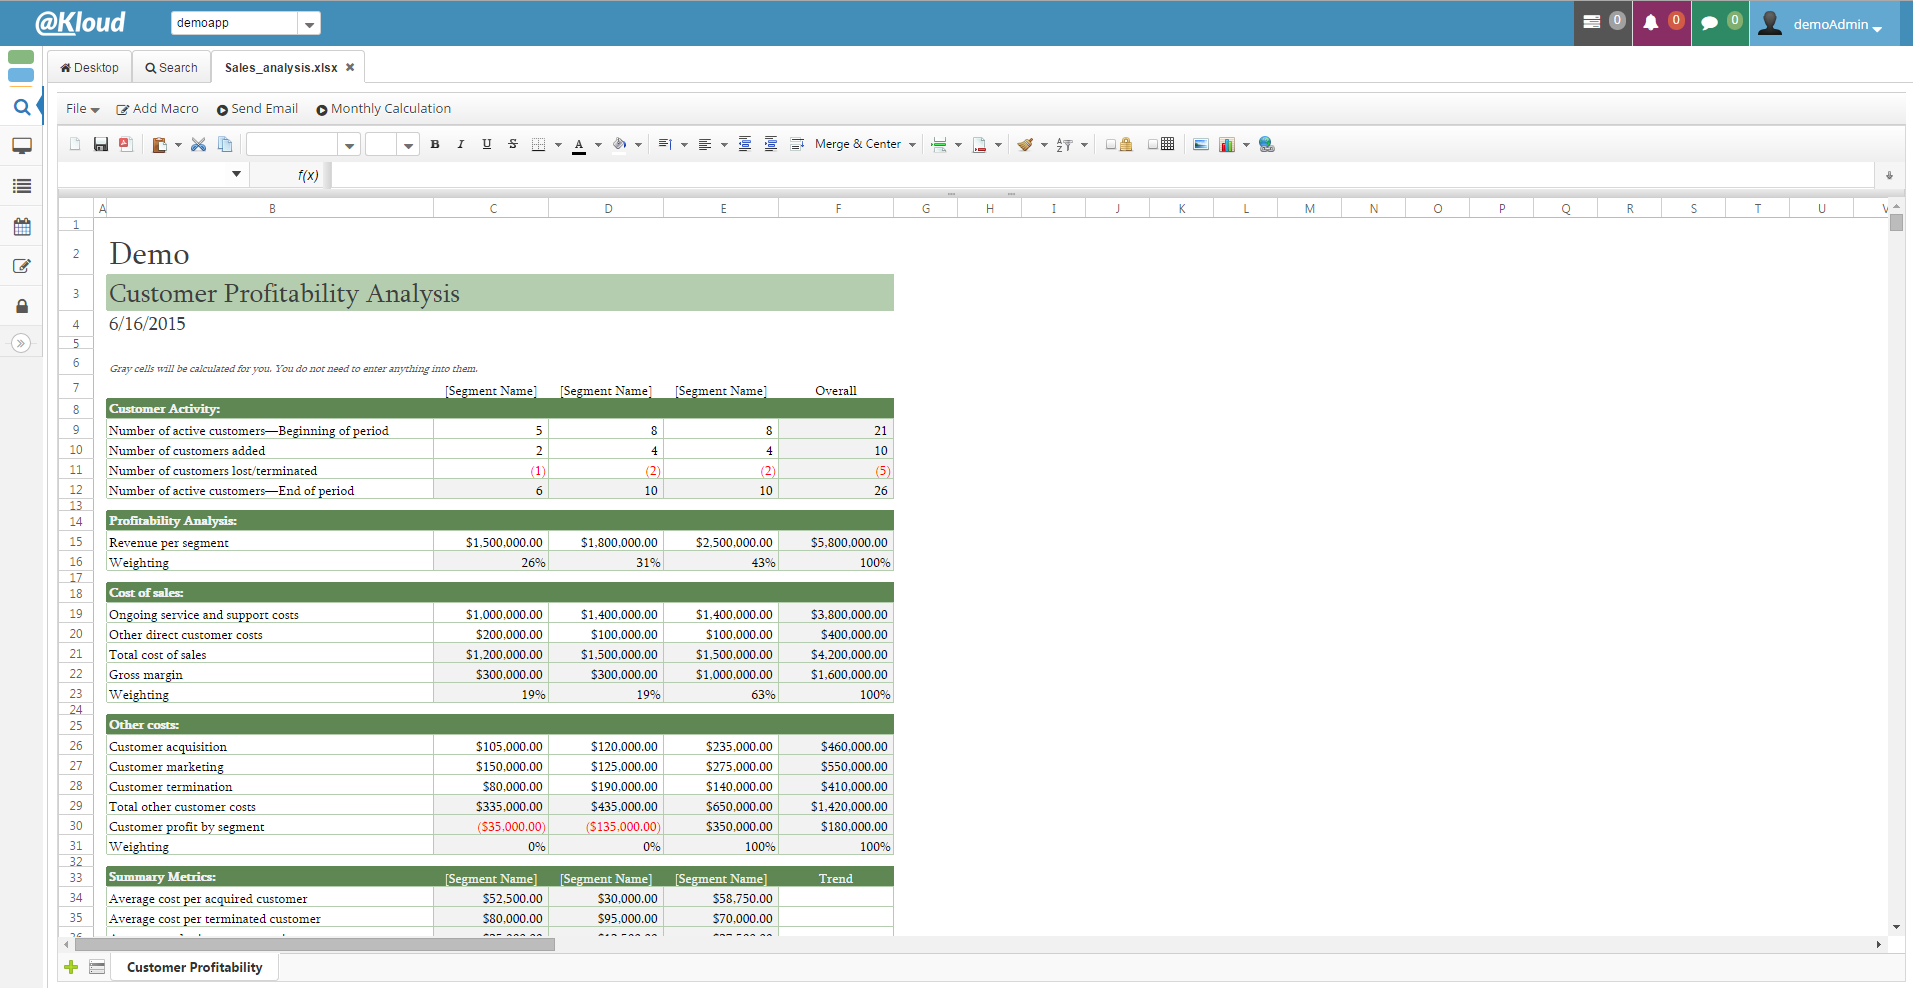 @Kloud demoapp 0 0 0 demoAdmin
Desktop Search Sales_analysis.xlsx
File Add Macro Send Email Monthly Calculation
B I U S A Merge & Center
f(x)
A B C D E F G H I J K L M N O P Q R S T U V
1
2 Demo
3 Customer Profitability Analysis
4 6/16/2015
5
6 Gray cells will be calculated for you. You do not need to enter anything into them.
7 [Segment Name] [Segment Name] [Segment Name] Overall
8 Customer Activity:
9 Number of active customers—Beginning of period 5 8 8 21
10 Number of customers added 2 4 4 10
11 Number of customers lost/terminated (1) (2) (2) (5)
12 Number of active customers—End of period 6 10 10 26
13
14 Profitability Analysis:
15 Revenue per segment $1,500,000.00 $1,800,000.00 $2,500,000.00 $5,800,000.00
16 Weighting 26% 31% 43% 100%
17
18 Cost of sales:
19 Ongoing service and support costs $1,000,000.00 $1,400,000.00 $1,400,000.00 $3,800,000.00
20 Other direct customer costs $200,000.00 $100,000.00 $100,000.00 $400,000.00
21 Total cost of sales $1,200,000.00 $1,500,000.00 $1,500,000.00 $4,200,000.00
22 Gross margin $300,000.00 $300,000.00 $1,000,000.00 $1,600,000.00
23 Weighting 19% 19% 63% 100%
24
25 Other costs:
26 Customer acquisition $105,000.00 $120,000.00 $235,000.00 $460,000.00
27 Customer marketing $150,000.00 $125,000.00 $275,000.00 $550,000.00
28 Customer termination $80,000.00 $190,000.00 $140,000.00 $410,000.00
29 Total other customer costs $335,000.00 $435,000.00 $650,000.00 $1,420,000.00
30 Customer profit by segment ($35,000.00) ($135,000.00) $350,000.00 $180,000.00
31 Weighting 0% 0% 100% 100%
32
33 Summary Metrics: [Segment Name] [Segment Name] [Segment Name] Trend
34 Average cost per acquired customer $52,500.00 $30,000.00 $58,750.00
35 Average cost per terminated customer $80,000.00 $95,000.00 $70,000.00
Customer Profitability